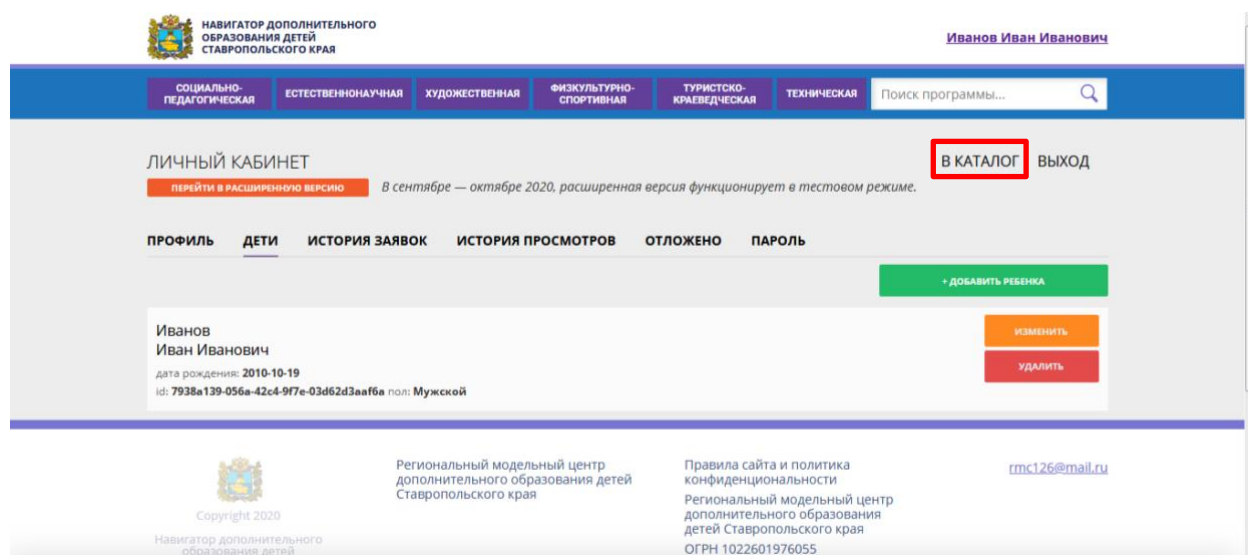 НАВИГАТОР ДОПОЛНИТЕЛЬНОГО
ОБРАЗОВАНИЯ ДЕТЕЙ
СТАВРОПОЛЬСКОГО КРАЯ
Иванов Иван Иванович
СОЦИАЛЬНО-
ПЕДАГОГИЧЕСКАЯ
ЕСТЕСТВЕННОНАУЧНАЯ
ХУДОЖЕСТВЕННАЯ
ФИЗКУЛЬТУРНО-
СПОРТИВНАЯ
ТУРИСТСКО-
КРАЕВЕДЧЕСКАЯ
ТЕХНИЧЕСКАЯ
Поиск программы...
ЛИЧНЫЙ КАБИНЕТ
В КАТАЛОГ ВЫХОД
ПЕРЕЙТИ В РАСШИРЕННУЮ ВЕРСИЮ
В сентябре — октябре 2020, расширенная версия функционирует в тестовом режиме.
ПРОФИЛЬ ДЕТИ ИСТОРИЯ ЗАЯВОК ИСТОРИЯ ПРОСМОТРОВ ОТЛОЖЕНО ПАРОЛЬ
+ ДОБАВИТЬ РЕБЕНКА
Иванов
Иван Иванович
дата рождения: 2010-10-19
id: 7938a139-056a-42c4-9f7e-03d62d3aaf6a пол: Мужской
ИЗМЕНИТЬ
УДАЛИТЬ
Copyright 2020
Навигатор дополнительного
образования детей
Региональный модельный центр
дополнительного образования детей
Ставропольского края
Правила сайта и политика
конфиденциональности
Региональный модельный центр
дополнительного образования
детей Ставропольского края
ОГРН 1022601976055
rmc126@mail.ru